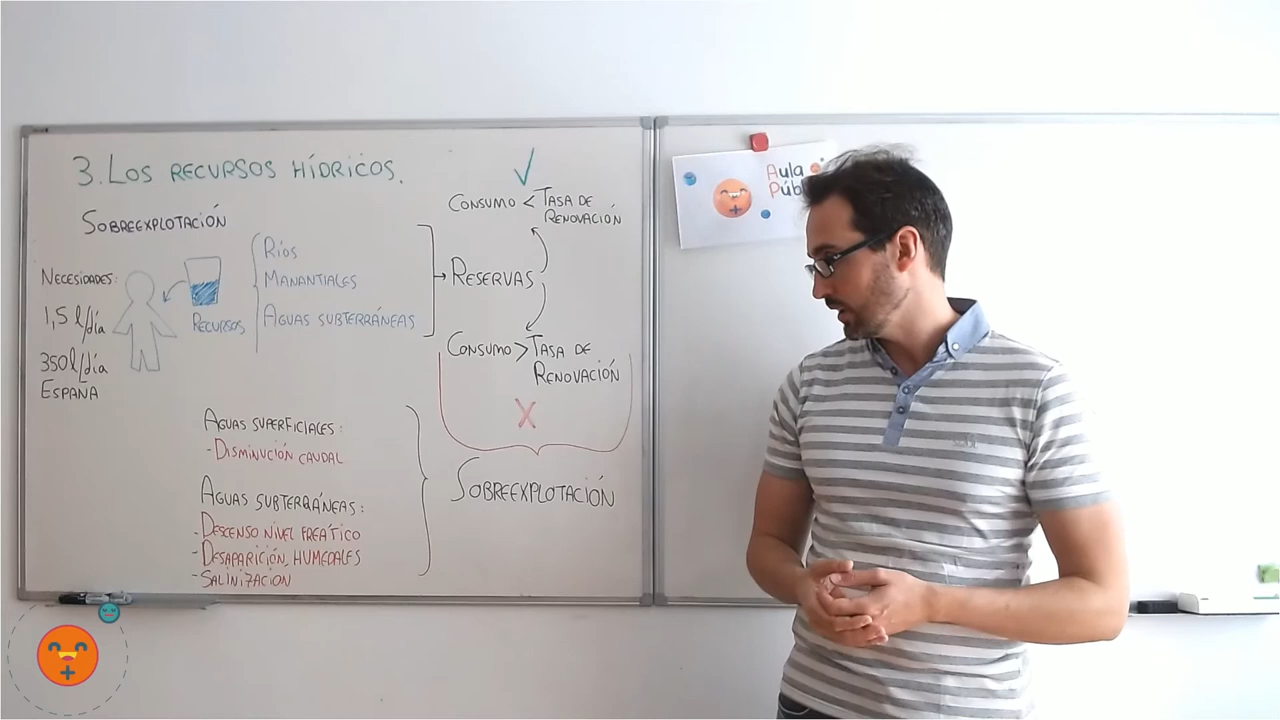 3. LOS RECURSOS HÍDRICOS.
SOBREEXPLOTACIÓN
NECESIDADES:
1,5 l/día
350 l/día
ESPAÑA
RECURSOS
RÍOS
MANANTIALES
AGUAS SUBTERRÁNEAS
RESERVAS
✓
CONSUMO < TASA DE
RENOVACIÓN
CONSUMO > TASA DE
RENOVACIÓN
X
SOBREEXPLOTACIÓN
AGUAS SUPERFICIALES:
- DISMINUCIÓN CAUDAL
AGUAS SUBTERRÁNEAS:
- DESCENSO NIVEL FREÁTICO
- DESAPARICIÓN, HUMEDALES
- SALINIZACION
Aula
Públ